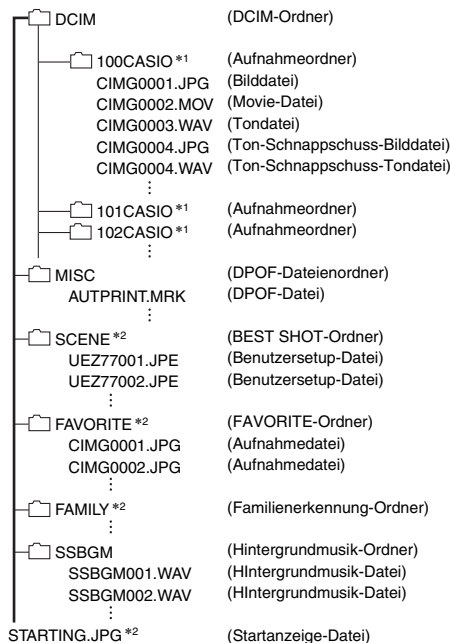 DCIM (DCIM-Ordner)
100CASIO *1 (Aufnahmeordner)
CIMG0001.JPG (Bilddatei)
CIMG0002.MOV (Movie-Datei)
CIMG0003.WAV (Tondatei)
CIMG0004.JPG (Ton-Schnappschuss-Bilddatei)
CIMG0004.WAV (Ton-Schnappschuss-Tondatei)
101CASIO *1 (Aufnahmeordner)
102CASIO *1 (Aufnahmeordner)
MISC (DPOF-Dateienordner)
AUTPRINT.MRK (DPOF-Datei)
SCENE *2 (BEST SHOT-Ordner)
UEZ77001.JPE (Benutzersetup-Datei)
UEZ77002.JPE (Benutzersetup-Datei)
FAVORITE *2 (FAVORITE-Ordner)
CIMG0001.JPG (Aufnahmedatei)
CIMG0002.JPG (Aufnahmedatei)
FAMILY *2 (Familienerkennung-Ordner)
SSBGM (Hintergrundmusik-Ordner)
SSBGM001.WAV (HIntergrundmusik-Datei)
SSBGM002.WAV (HIntergrundmusik-Datei)
STARTING.JPG *2 (Startanzeige-Datei)